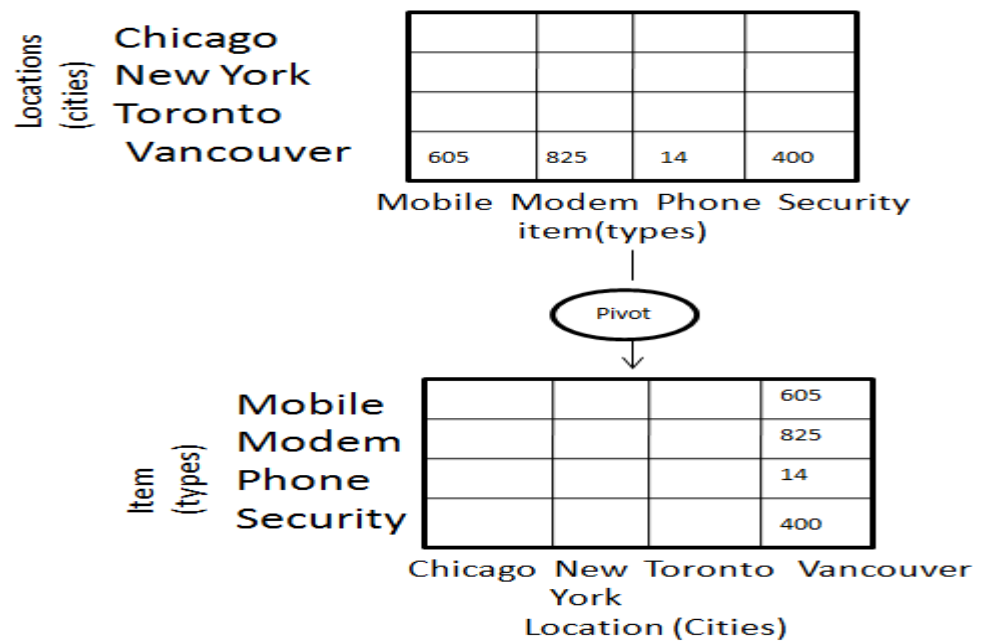 Locations
(cities)
Chicago
New York
Toronto
Vancouver
605 825 14 400
Mobile Modem Phone Security
item(types)
Pivot
Item
(types)
Mobile
Modem
Phone
Security
605
825
14
400
Chicago New Toronto Vancouver
York
Location (Cities)